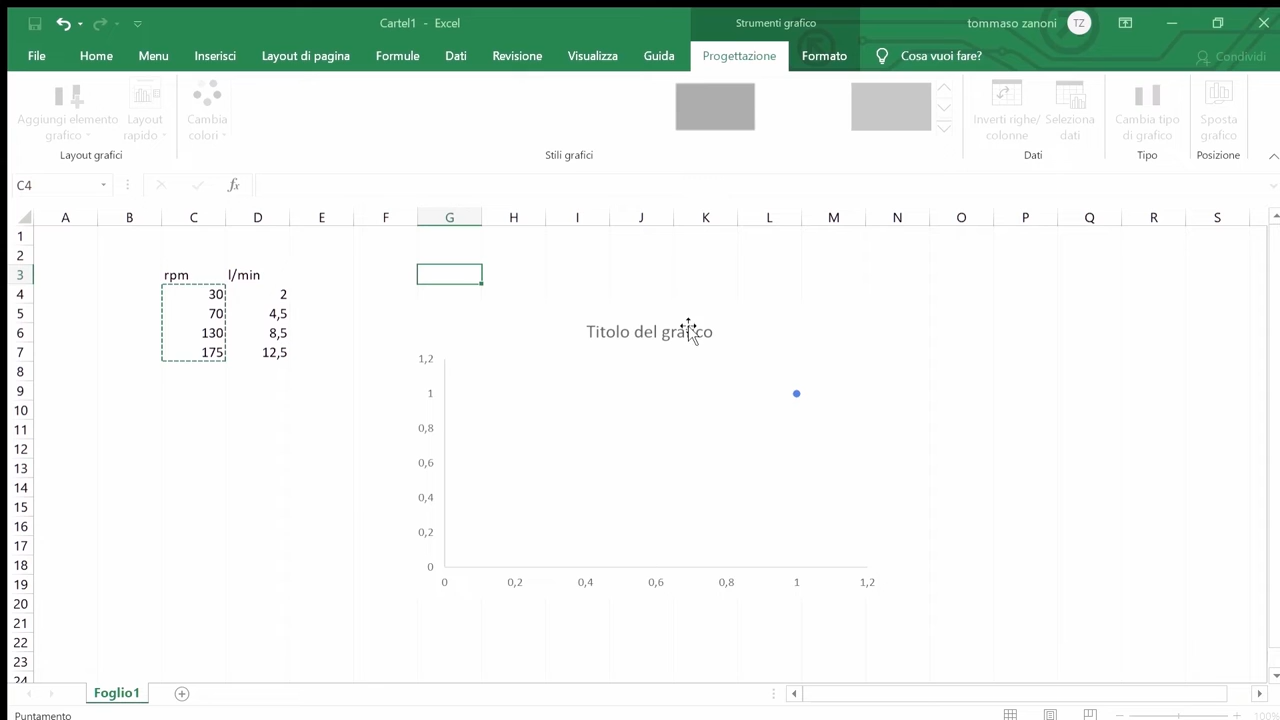 Cartel1 - Excel
Strumenti grafico
tommaso zanoni
TZ
File Home Menu Inserisci Layout di pagina Formule Dati Revisione Visualizza Guida Progettazione Formato Cosa vuoi fare? Condividi
Aggiungi elemento grafico
Layout rapido
Cambia colori
Inverti righe/ colonne
Seleziona dati
Cambia tipo di grafico
Sposta grafico
Layout grafici
Stili grafici
Dati
Tipo
Posizione
C4
fx
A B C D E F G H I J K L M N O P Q R S
1
2
3 rpm l/min
4 30 2
5 70 4,5
6 130 8,5
7 175 12,5
8
9
10
11
12
13
14
15
16
17
18
19
20
21
22
23
24
Titolo del grafico
1,2
1
0,8
0,6
0,4
0,2
0
0 0,2 0,4 0,6 0,8 1 1,2
Foglio1
Puntamento
100%